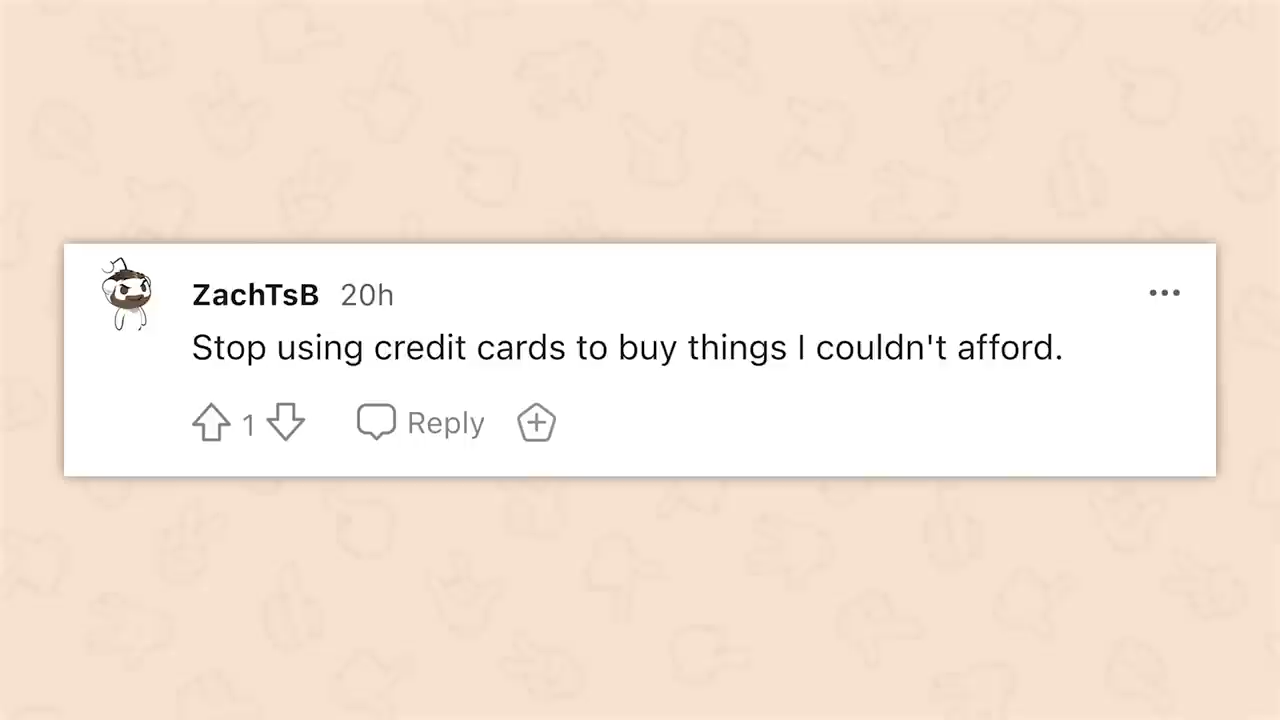 ZachTsB 20h
Stop using credit cards to buy things I couldn't afford.
1 Reply